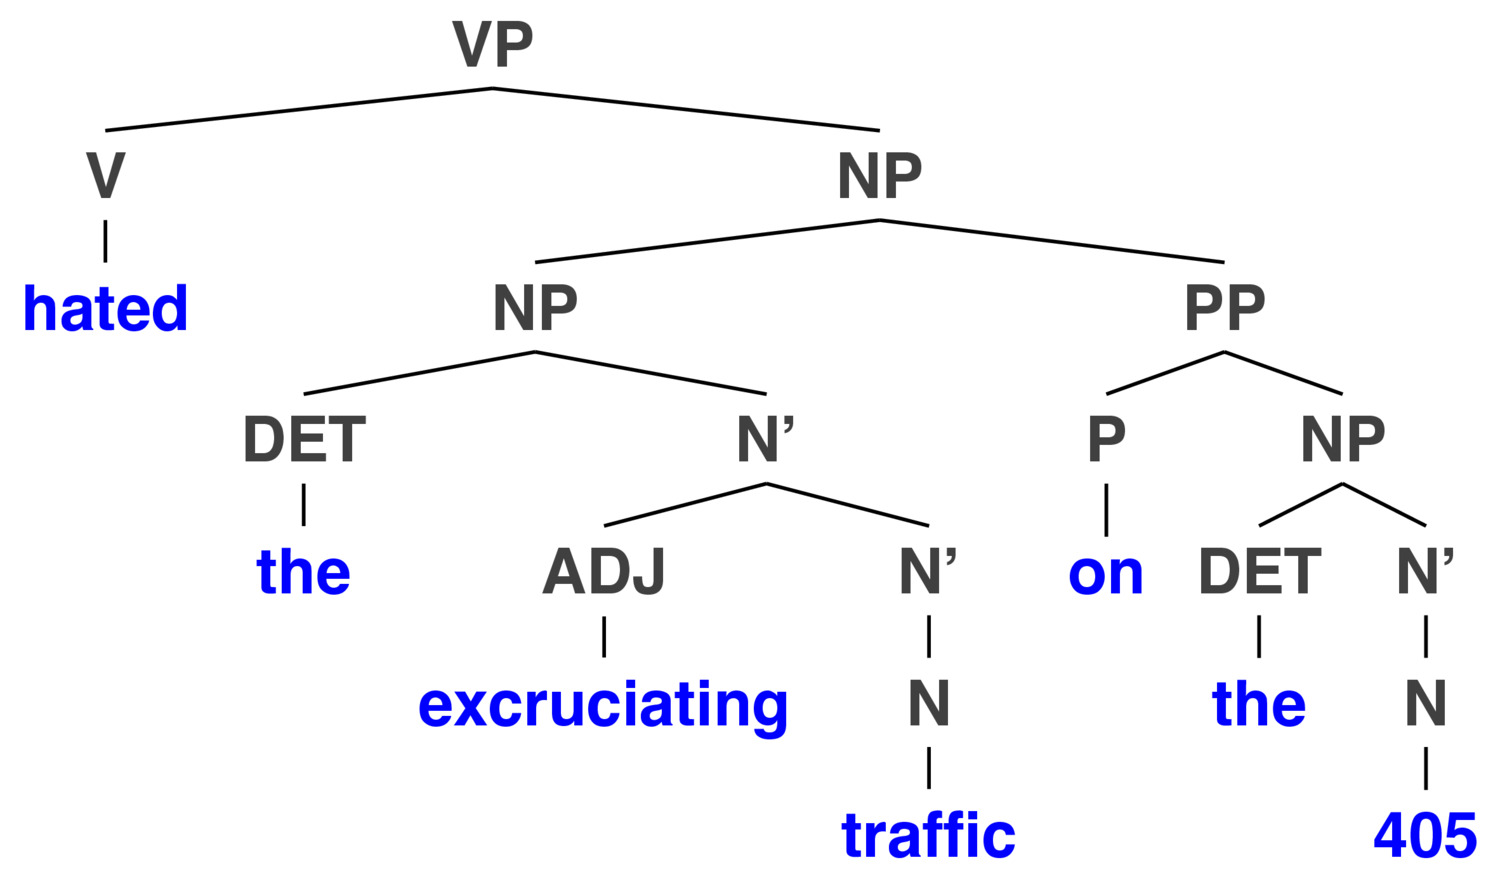 VP
V NP
hated NP PP
DET N’ P NP
the ADJ N’ on DET N’
excruciating N the N
traffic 405